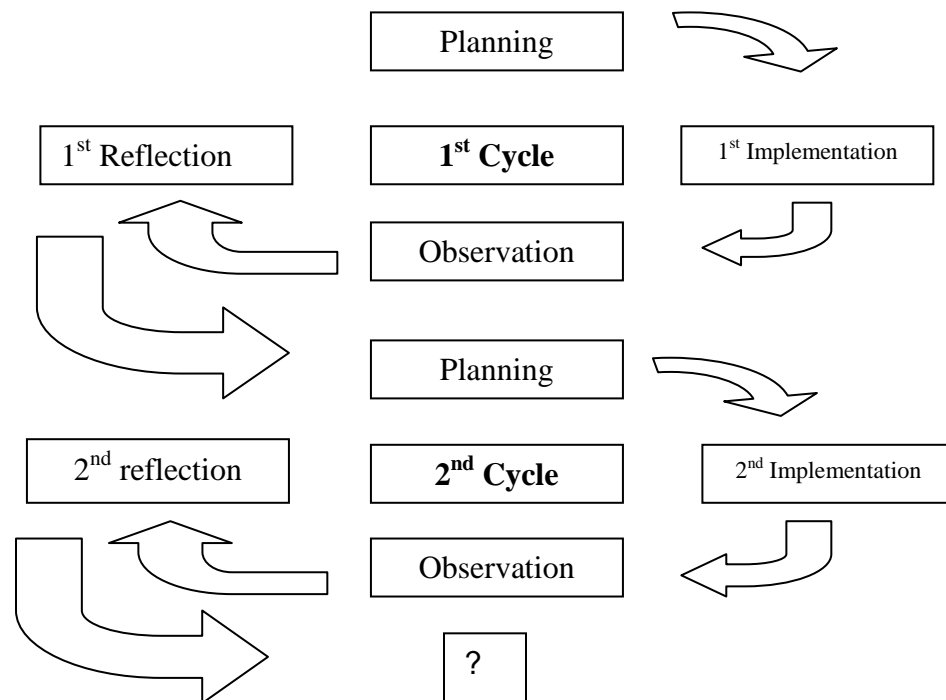 Planning
1st Reflection
1st Cycle
1st Implementation
Observation
Planning
2nd reflection
2nd Cycle
2nd Implementation
Observation
?